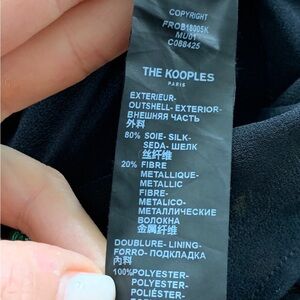 COPYRIGHT
FROB18005K
MU01
C088425
THE KOOPLES
PARIS
EXTERIEUR-
OUTSHELL-EXTERIOR-
ВНЕШНЯЯ ЧАСТЬ
外料
80% SOIE- SILK-
SEDA- ШЕЛК
丝纤维
20% FIBRE
METALLIQUE-
METALLIC
FIBRE-
METALICO-
МЕТАЛЛИЧЕСКИЕ
ВОЛОКНА
金属纤维
DOUBLURE- LINING-
FORRO- ПОДКЛАДКА
內料
100%POLYESTER-
POLYESTER-
POLIÉSTER-